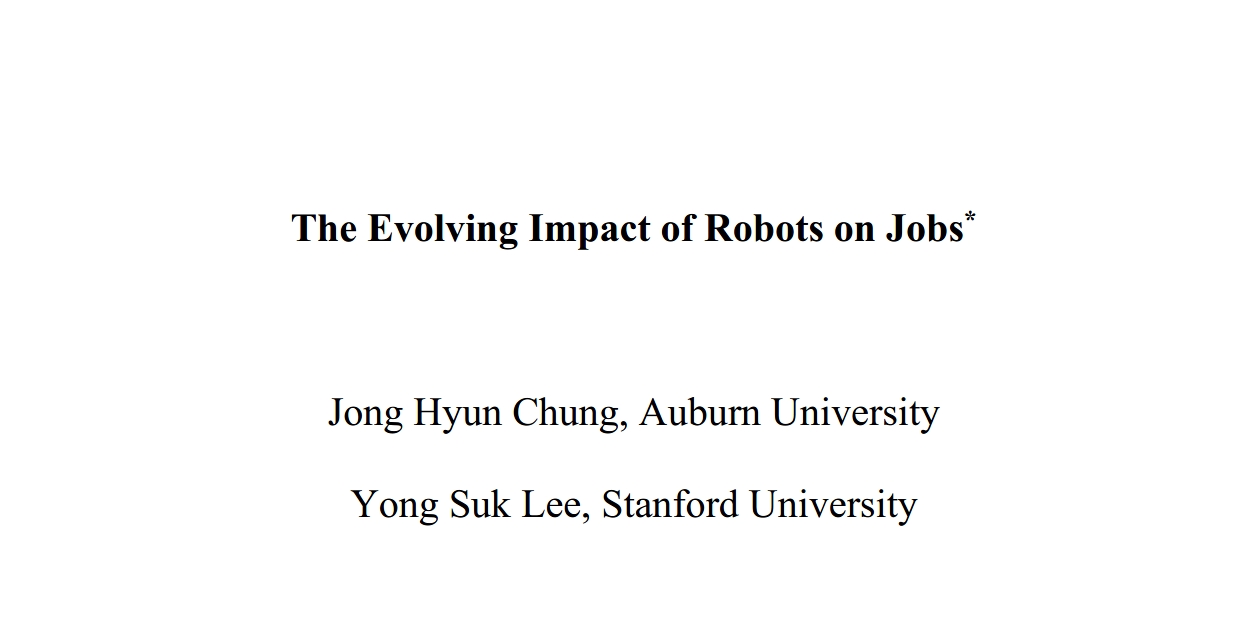 The Evolving Impact of Robots on Jobs*
Jong Hyun Chung, Auburn University
Yong Suk Lee, Stanford University